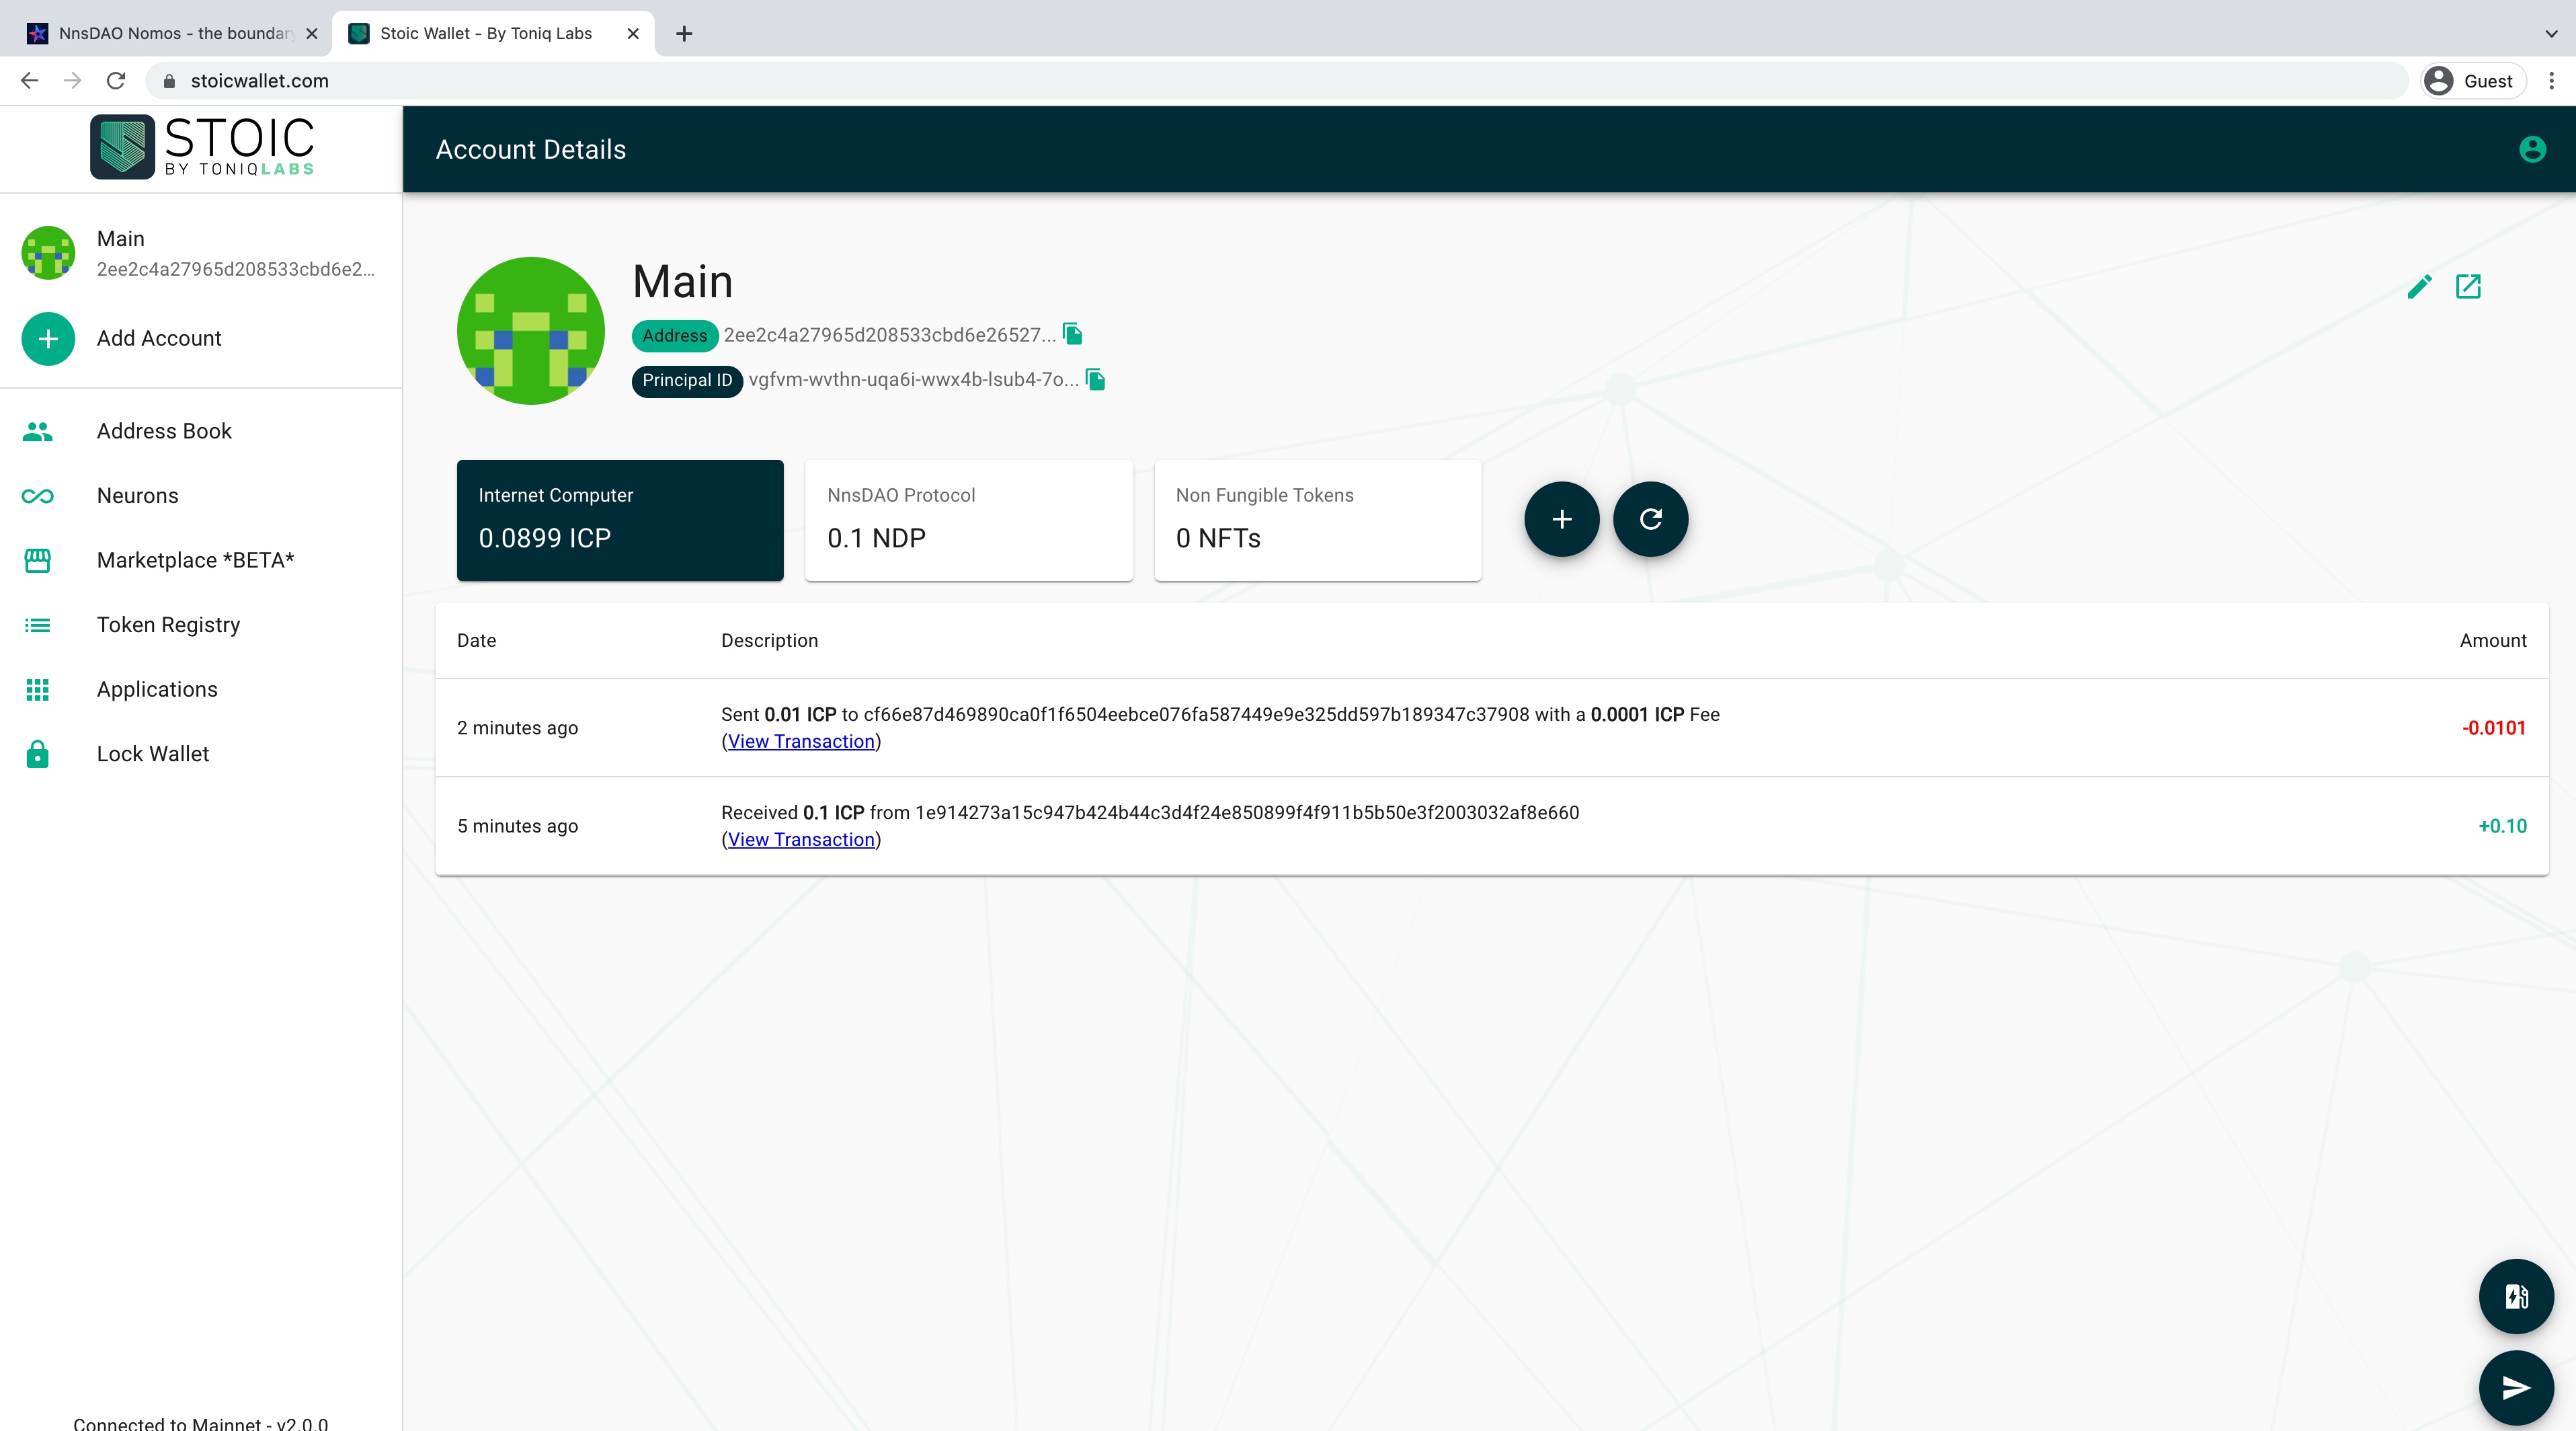 NnsDAO Nomos - the boundar
Stoic Wallet - By Toniq Labs
stoicwallet.com
Guest
STOIC
BY TONIQLABS
Account Details
Main
2ee2c4a27965d208533cbd6e2...
Add Account
Address Book
Neurons
Marketplace *BETA*
Token Registry
Applications
Lock Wallet
Connected to Mainnet - v2.0.0
Main
Address 2ee2c4a27965d208533cbd6e26527...
Principal ID vgfvm-wvthn-uqa6i-wwx4b-lsub4-7o...
Internet Computer
0.0899 ICP
NnsDAO Protocol
0.1 NDP
Non Fungible Tokens
0 NFTs
Date Description Amount
2 minutes ago
Sent 0.01 ICP to cf66e87d469890ca0f1f6504eebce076fa587449e9e325dd597b189347c37908 with a 0.0001 ICP Fee
(View Transaction)
-0.0101
5 minutes ago
Received 0.1 ICP from 1e914273a15c947b424b44c3d4f24e850899f4f911b5b50e3f2003032af8e660
(View Transaction)
+0.10